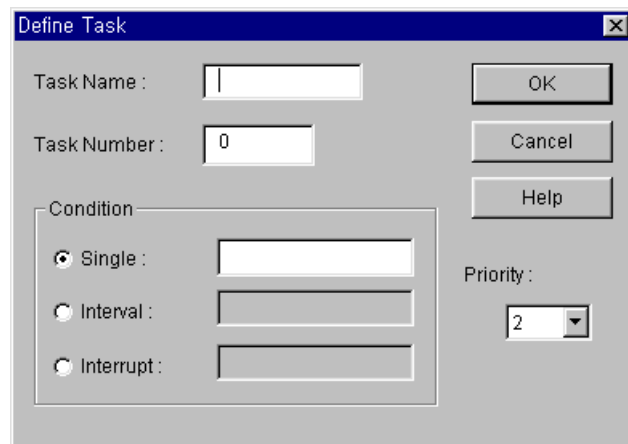 Define Task
Task Name :
OK
Task Number : 0
Cancel
Help
Condition
Single :
Priority :
Interval :
2
Interrupt :